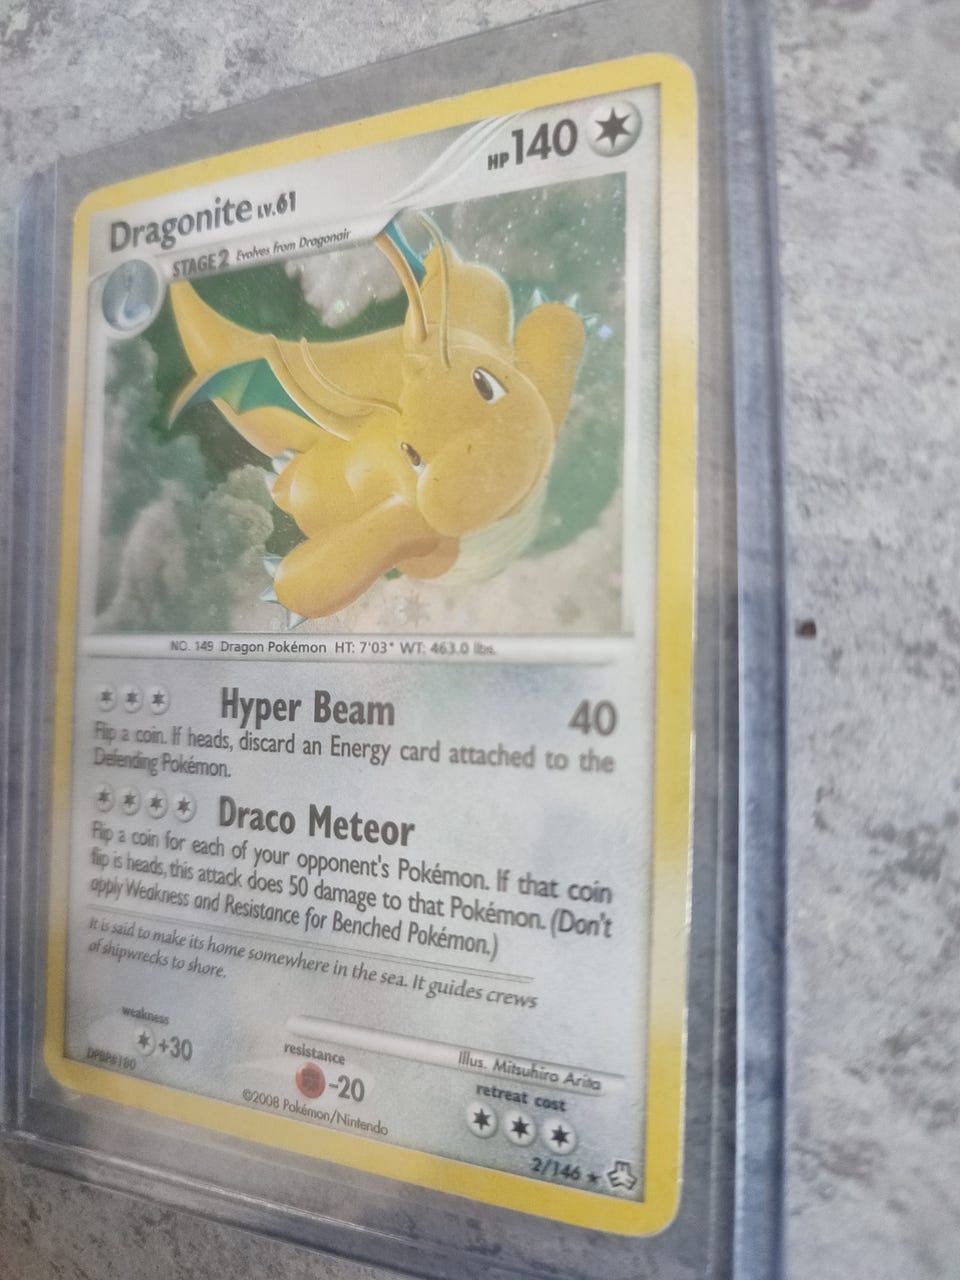 Dragonite LV.61
HP 140
STAGE 2 Evolves from Dragonair
NO. 149 Dragon Pokémon HT: 7'03" WT: 463.0 lbs.
Hyper Beam 40
Flip a coin. If heads, discard an Energy card attached to the
Defending Pokémon.
Draco Meteor
Flip a coin for each of your opponent's Pokémon. If that coin
flip is heads, this attack does 50 damage to that Pokémon. (Don't
apply Weakness and Resistance for Benched Pokémon.)
It is said to make its home somewhere in the sea. It guides crews
of shipwrecks to shore.
weakness
+30
resistance
-20
Illus. Mitsuhiro Arita
retreat cost
DPBP#180
©2008 Pokémon/Nintendo
2/146 ★